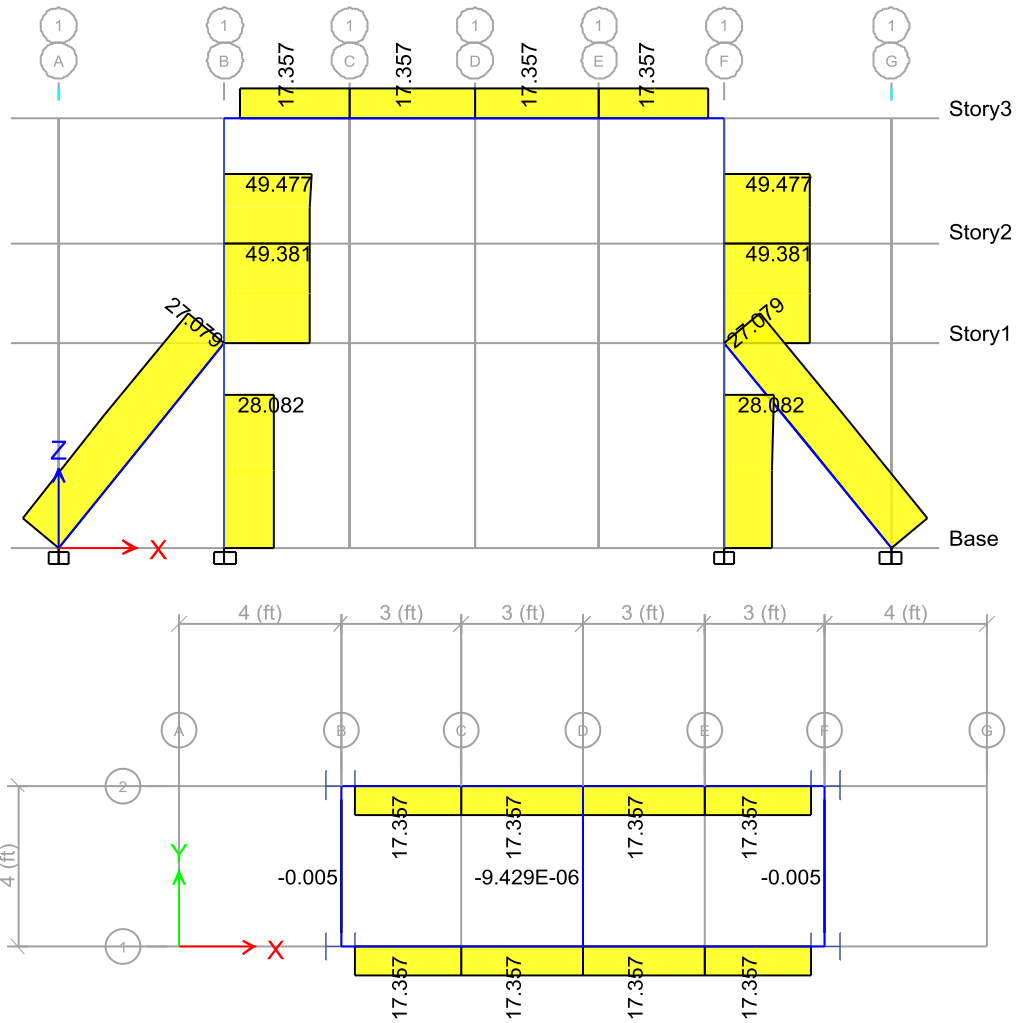 1 1 1 1 1 1 1
A B C D E F G
17.357 17.357 17.357 17.357
Story3
49.477 49.477
Story2
49.381 49.381
27.079 27.079
Story1
28.082 28.082
Z
X
Base
4 (ft) 3 (ft) 3 (ft) 3 (ft) 3 (ft) 4 (ft)
A B C D E F G
2
17.357 17.357 17.357 17.357
4 (ft)
Y
-0.005 -9.429E-06 -0.005
1
X
17.357 17.357 17.357 17.357